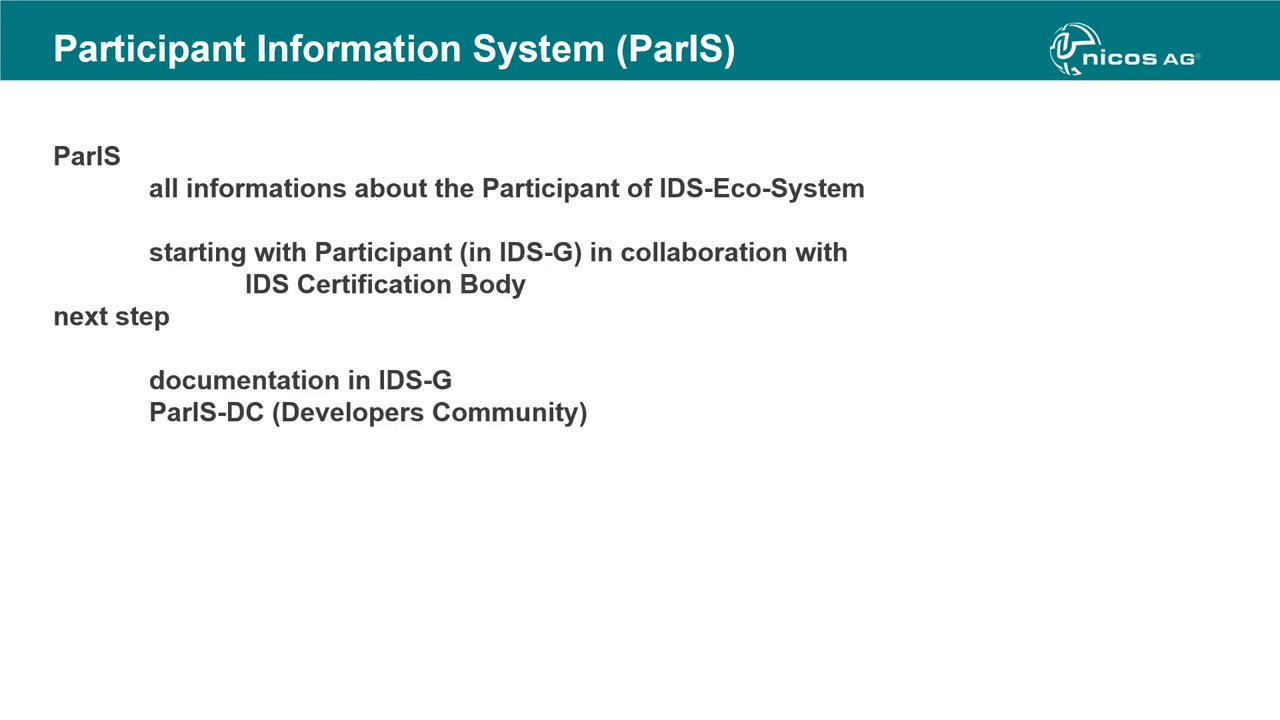 Participant Information System (ParIS)
nicos AG®
ParIS
all informations about the Participant of IDS-Eco-System
starting with Participant (in IDS-G) in collaboration with
IDS Certification Body
next step
documentation in IDS-G
ParIS-DC (Developers Community)